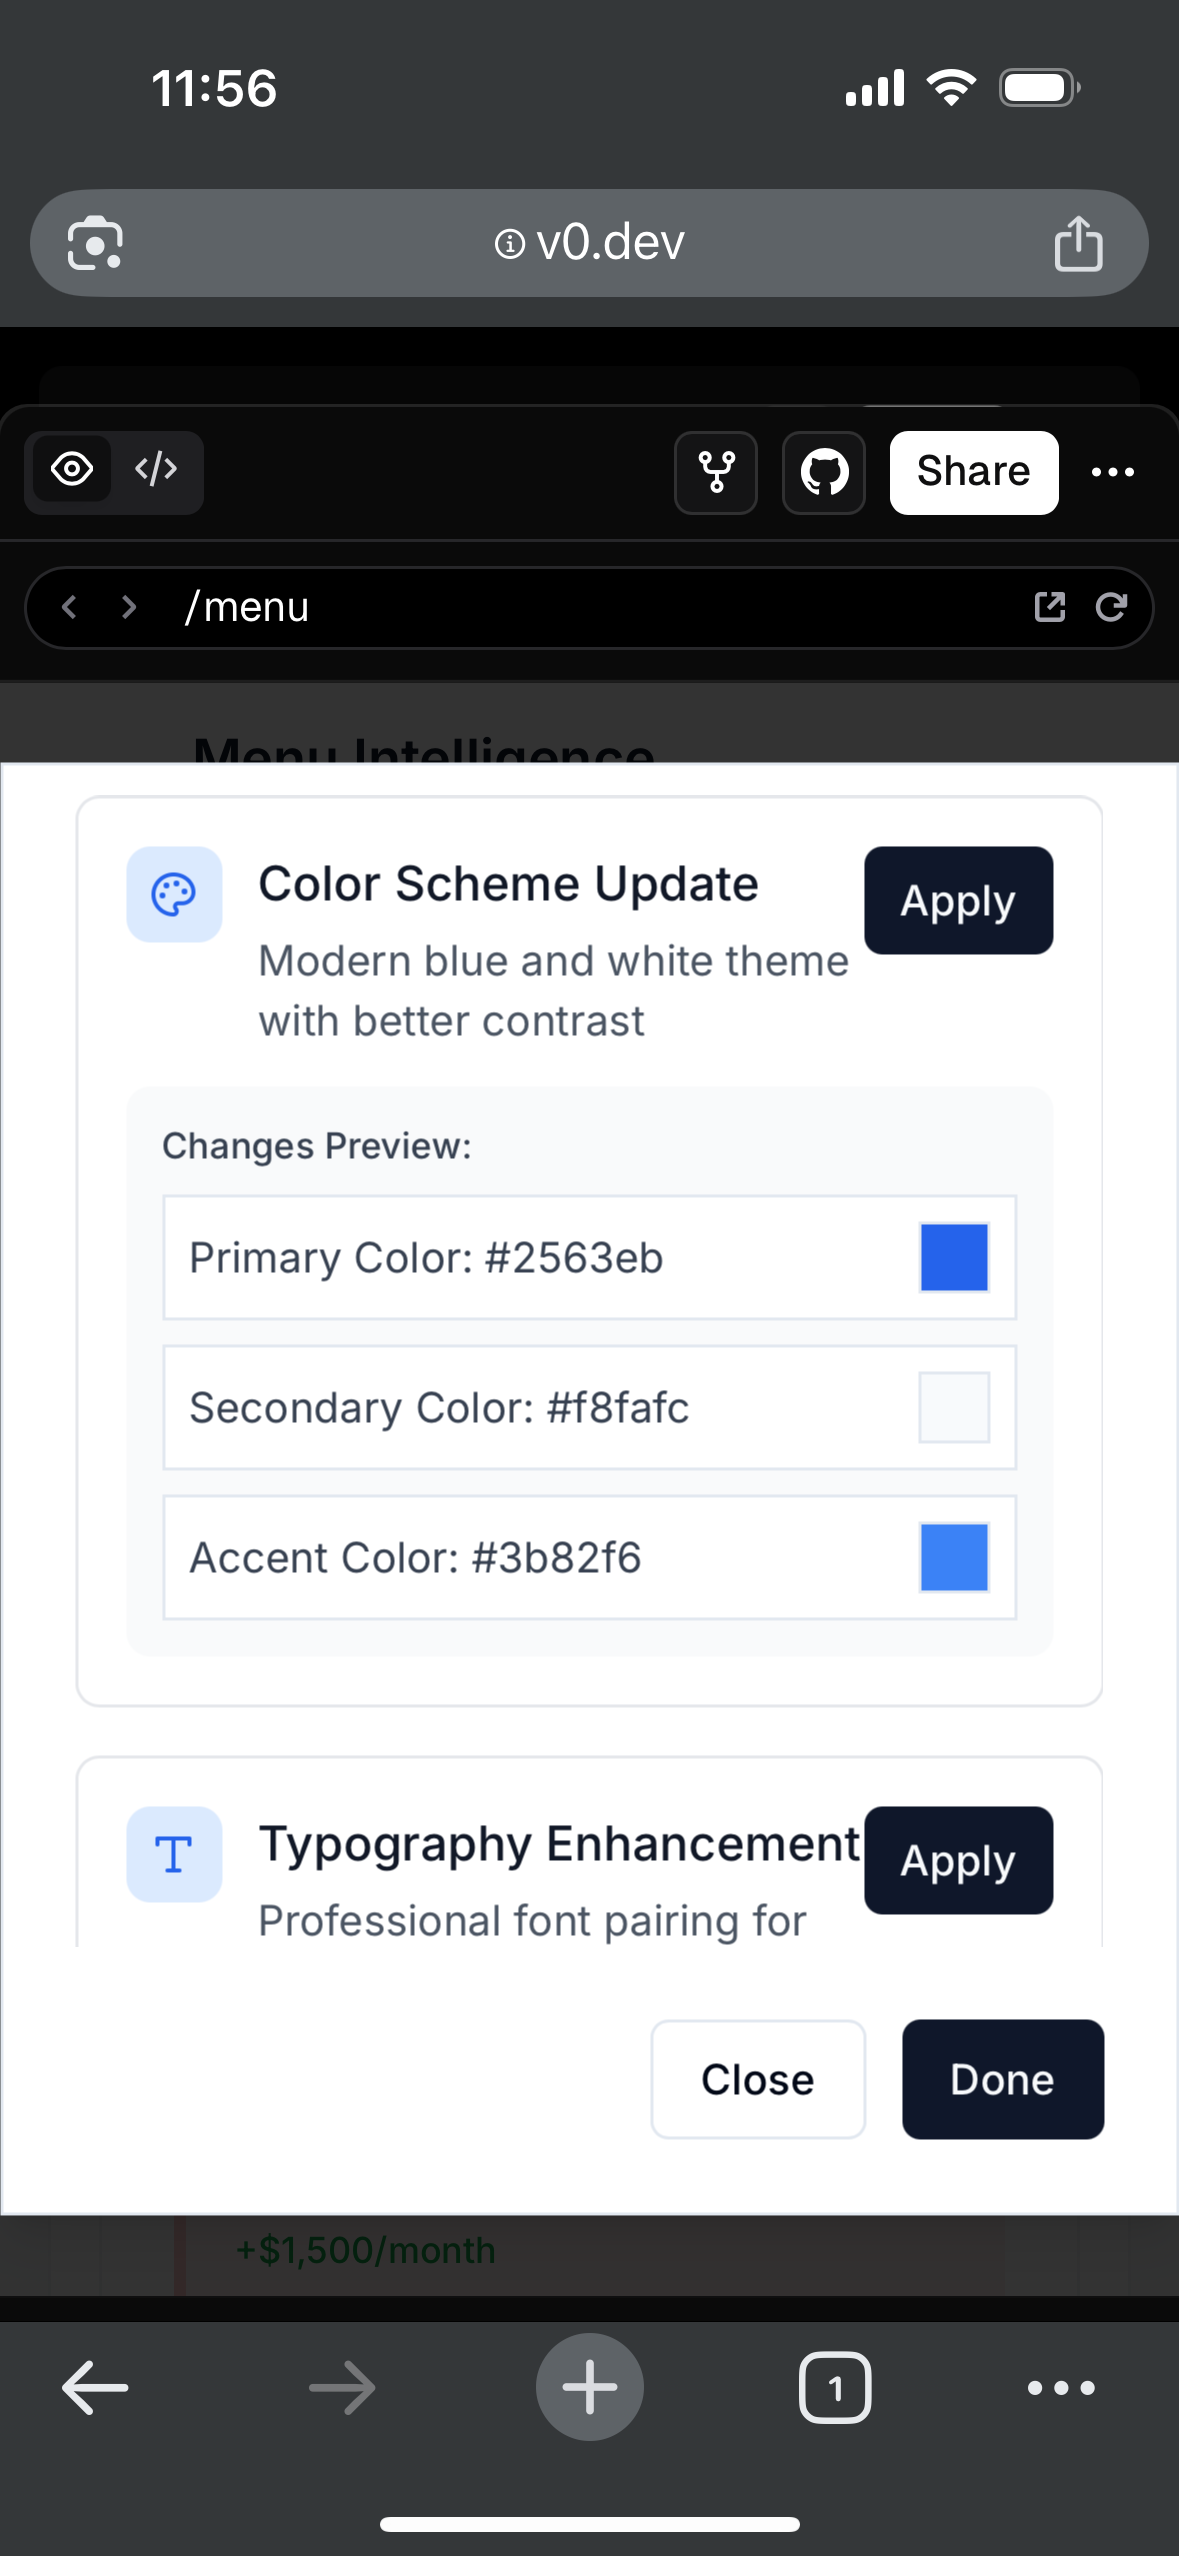 11:56
v0.dev
Share
/menu
Menu Intelligence
Color Scheme Update
Apply
Modern blue and white theme
with better contrast
Changes Preview:
Primary Color: #2563eb
Secondary Color: #f8fafc
Accent Color: #3b82f6
Typography Enhancement
Apply
Professional font pairing for
Close
Done
+$1,500/month
1